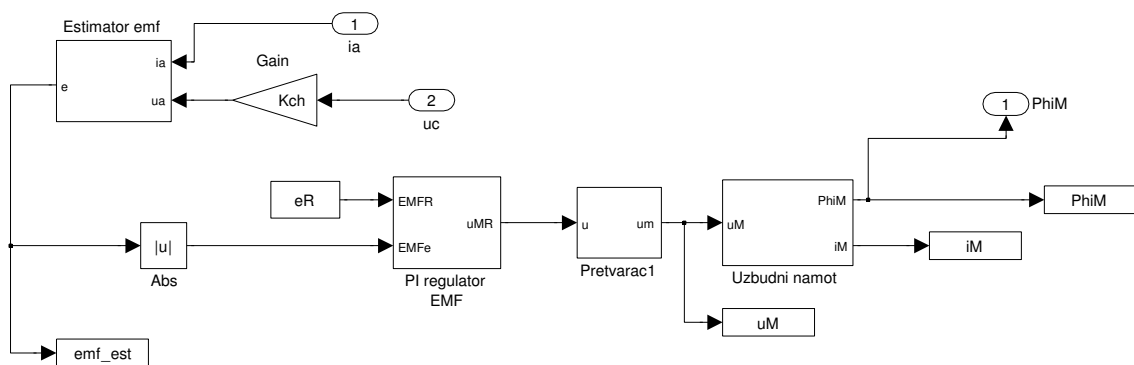 Estimator emf
1
ia
ia
Gain
e
ua
Kch
2
uc
1
PhiM
eR
EMFR
uMR
EMFe
u
um
uM
PhiM
iM
PhiM
iM
|u|
Abs
PI regulator
EMF
Pretvarac1
Uzbudni namot
uM
emf_est